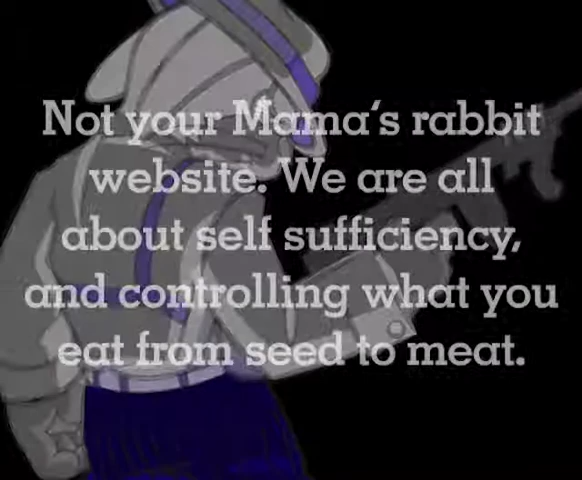 Not your Mama's rabbit
website. We are all
about self sufficiency,
and controlling what you
eat from seed to meat.